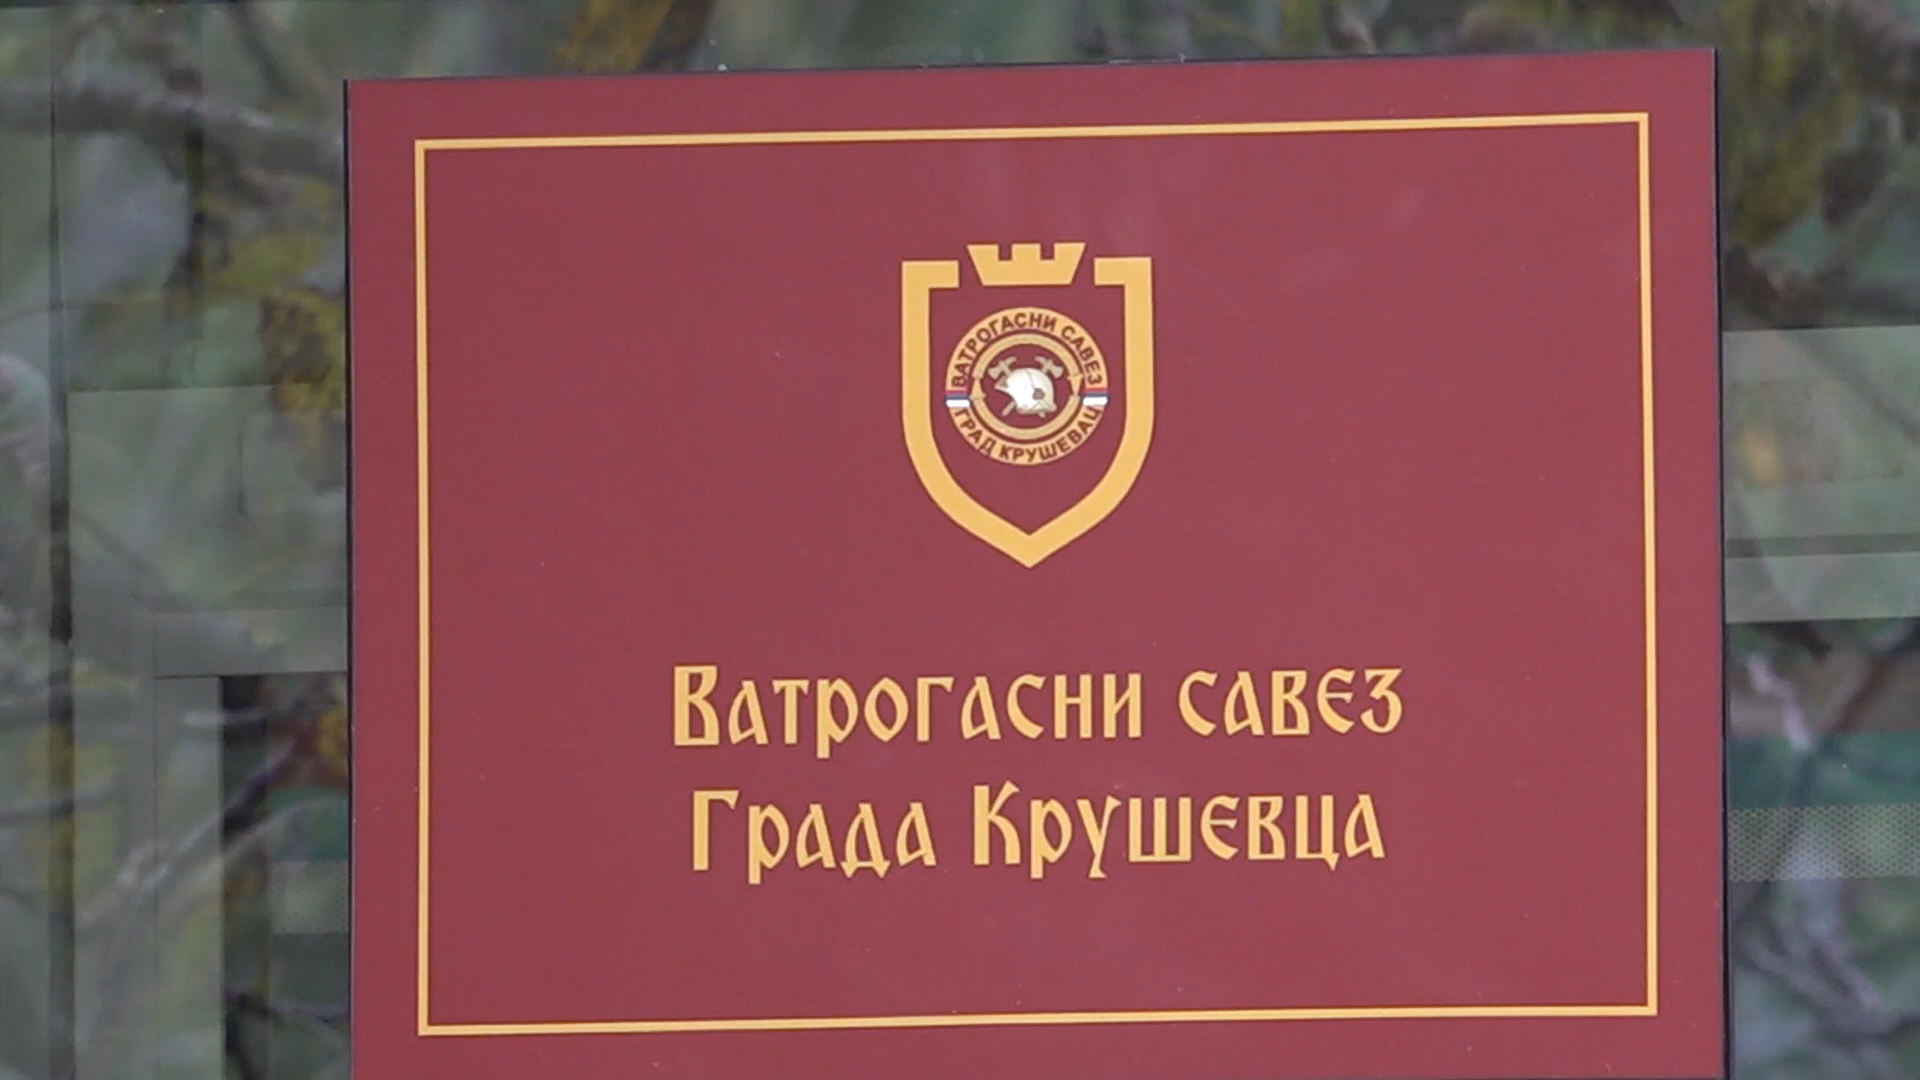 ВАТРОГАСНИ САВЕЗ
ГРАД КРУШЕВАЦ
Ватрогасни савез
Града Крушевца